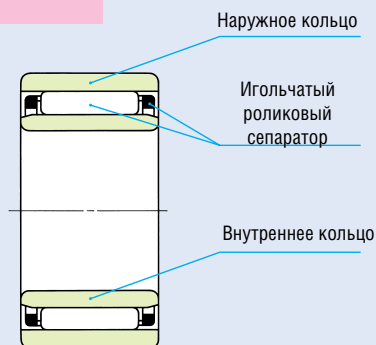 Наружное кольцо
Игольчатый
роликовый
сепаратор
Внутреннее кольцо